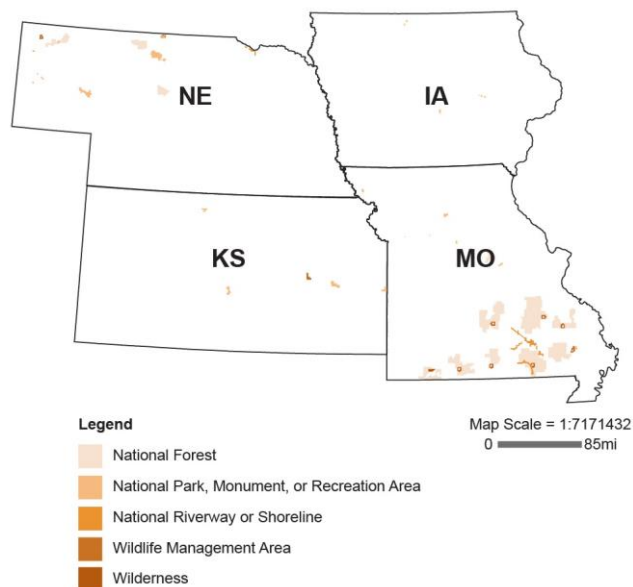 NE
IA
KS
MO
Legend
National Forest
National Park, Monument, or Recreation Area
National Riverway or Shoreline
Wildlife Management Area
Wilderness
Map Scale = 1:7171432
0 85mi